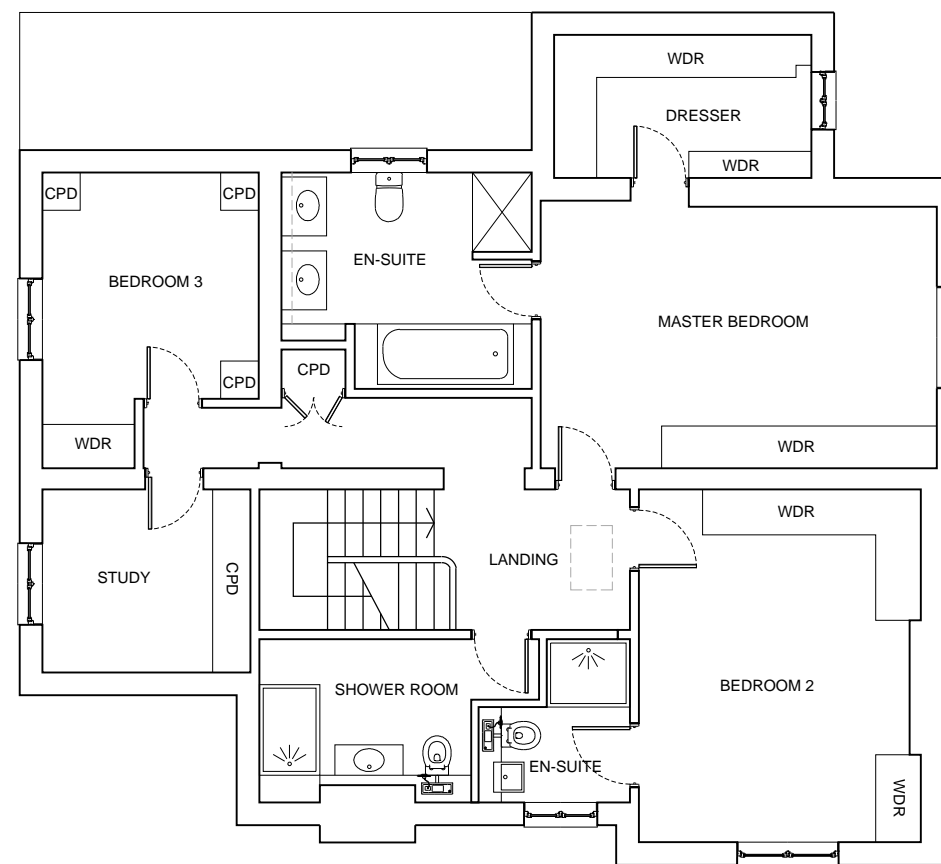 WDR
DRESSER
WDR
CPD
CPD
EN-SUITE
BEDROOM 3
MASTER BEDROOM
CPD
CPD
WDR
WDR
WDR
LANDING
STUDY
CPD
SHOWER ROOM
BEDROOM 2
EN-SUITE
WDR